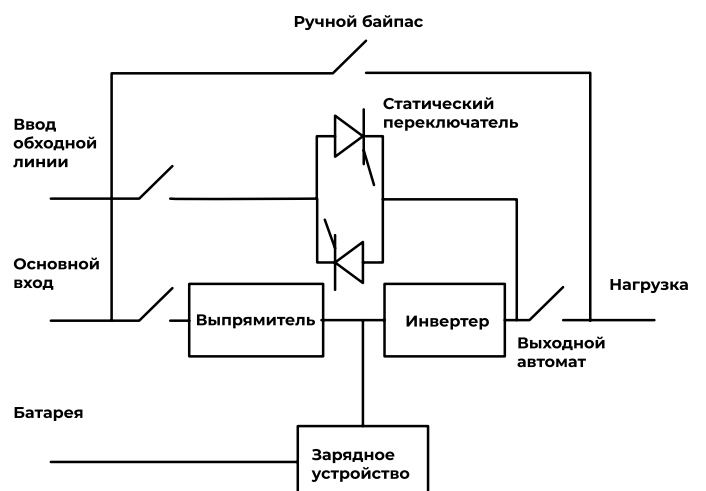 Ручной байпас
Статический
переключатель
Ввод
обходной
линии
Основной
вход
Выпрямитель
Инвертер
Нагрузка
Выходной
автомат
Батарея
Зарядное
устройство